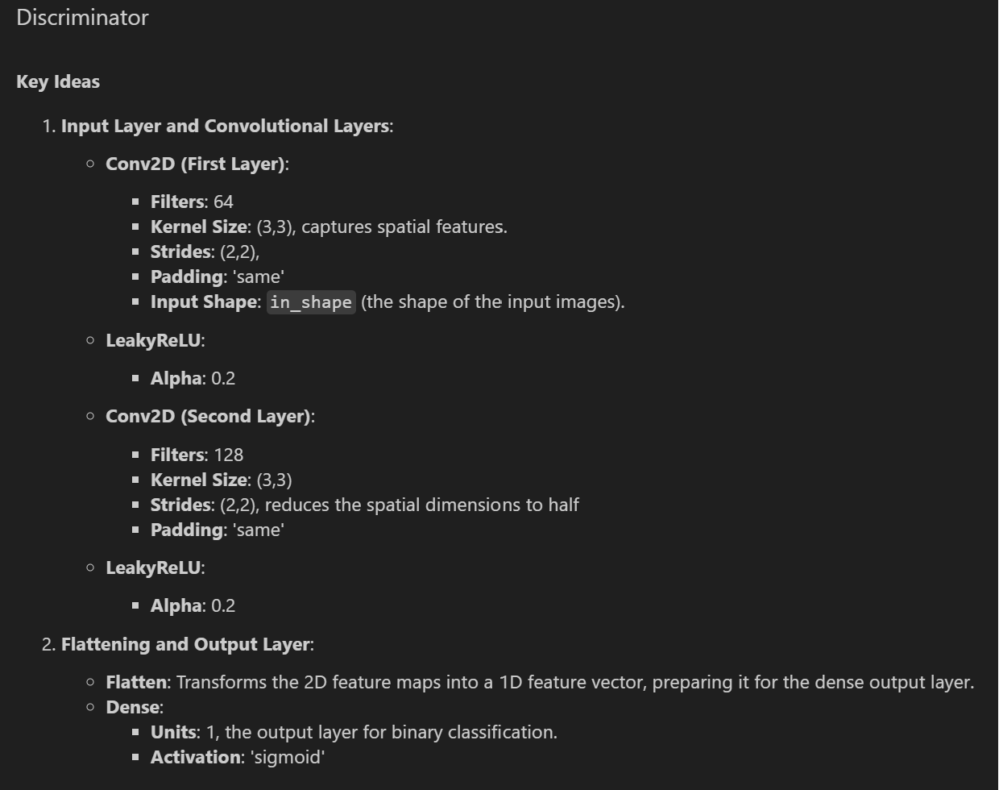 Discriminator
Key Ideas
1. Input Layer and Convolutional Layers:
Conv2D (First Layer):
Filters: 64
Kernel Size: (3,3), captures spatial features.
Strides: (2,2),
Padding: 'same'
Input Shape: in_shape (the shape of the input images).
LeakyReLU:
Alpha: 0.2
Conv2D (Second Layer):
Filters: 128
Kernel Size: (3,3)
Strides: (2,2), reduces the spatial dimensions to half
Padding: 'same'
LeakyReLU:
Alpha: 0.2
2. Flattening and Output Layer:
Flatten: Transforms the 2D feature maps into a 1D feature vector, preparing it for the dense output layer.
Dense:
Units: 1, the output layer for binary classification.
Activation: 'sigmoid'